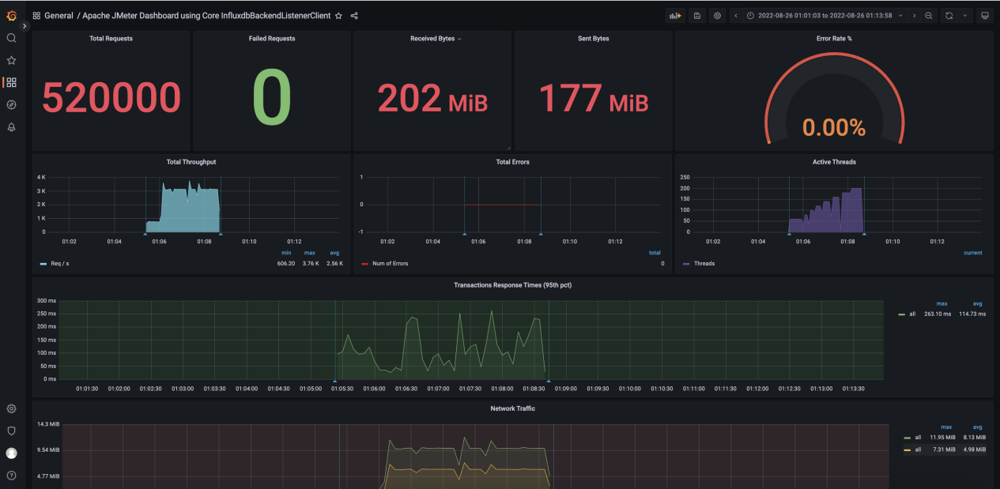 General / Apache JMeter Dashboard using Core InfluxdbBackendListenerClient
2022-08-26 01:01:03 to 2022-08-26 01:13:58
Total Requests
520000
Failed Requests
0
Received Bytes
202 MiB
Sent Bytes
177 MiB
Error Rate %
0.00%
Total Throughput
4 K
3 K
2 K
1 K
0
01:02 01:04 01:06 01:08 01:10 01:12
min max avg
Req / s 606.20 3.76 K 2.56 K
Total Errors
1
0
-1
01:02 01:04 01:06 01:08 01:10 01:12
total
Num of Errors 0
Active Threads
250
200
150
100
50
0
01:02 01:04 01:06 01:08 01:10 01:12
current
Threads
Transactions Response Times (95th pct)
300 ms
250 ms
200 ms
150 ms
100 ms
50 ms
0 ms
01:01:30 01:02:00 01:02:30 01:03:00 01:03:30 01:04:00 01:04:30 01:05:00 01:05:30 01:06:00 01:06:30 01:07:00 01:07:30 01:08:00 01:08:30 01:09:00 01:09:30 01:10:00 01:10:30 01:11:00 01:11:30 01:12:00 01:12:30 01:13:00 01:13:30
max avg
all 263.10 ms 114.73 ms
Network Traffic
14.3 MiB
9.54 MiB
4.77 MiB
max avg
all 11.95 MiB 8.13 MiB
all 7.31 MiB 4.98 MiB